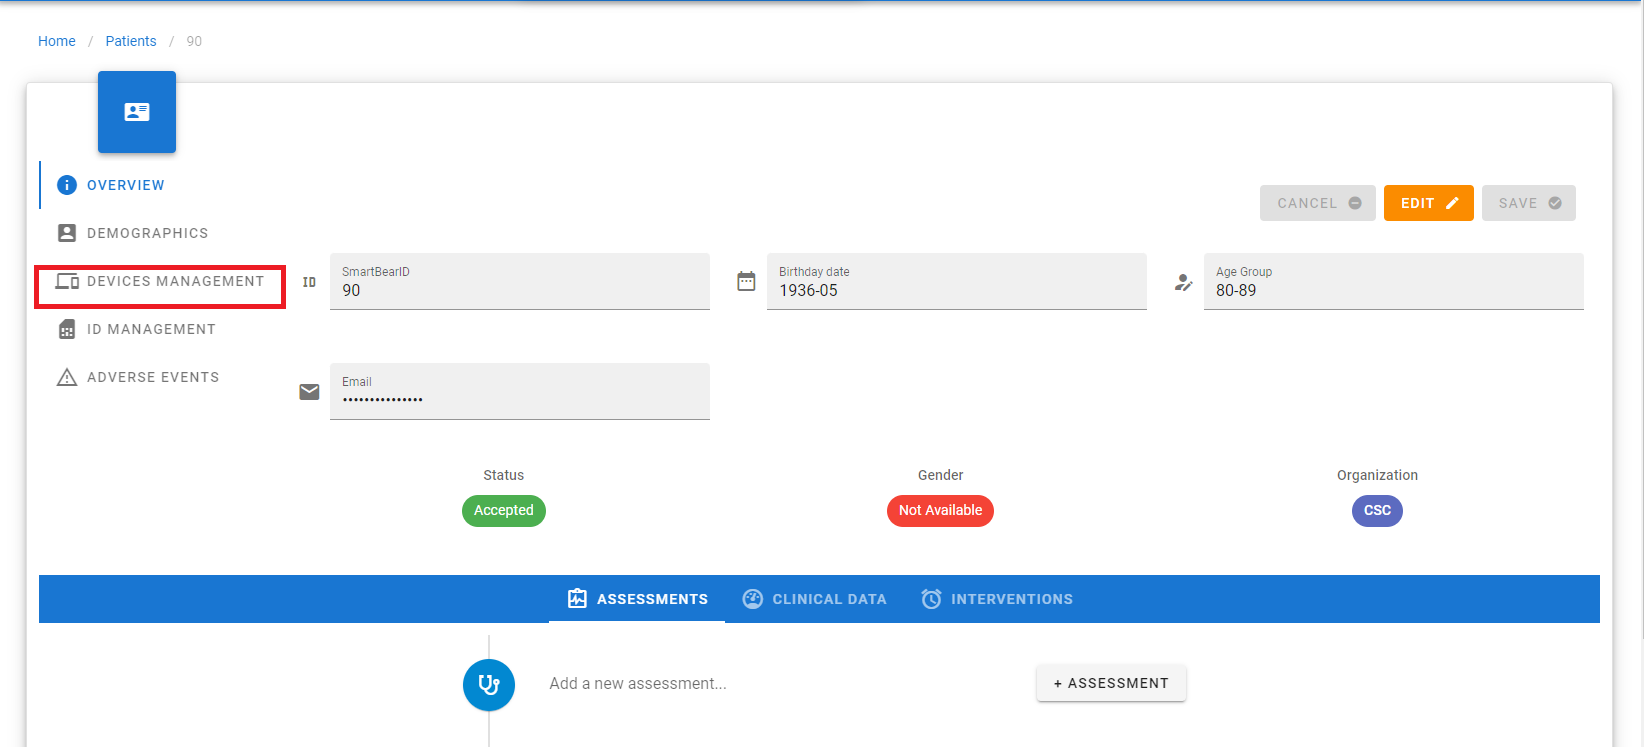 Home / Patients / 90
OVERVIEW
DEMOGRAPHICS
DEVICES MANAGEMENT
ID MANAGEMENT
ADVERSE EVENTS
CANCEL EDIT SAVE
ID
SmartBearID
90
Birthday date
1936-05
Age Group
80-89
Email
•••••••••••••••
Status
Accepted
Gender
Not Available
Organization
CSC
ASSESSMENTS CLINICAL DATA INTERVENTIONS
Add a new assessment...
+ ASSESSMENT